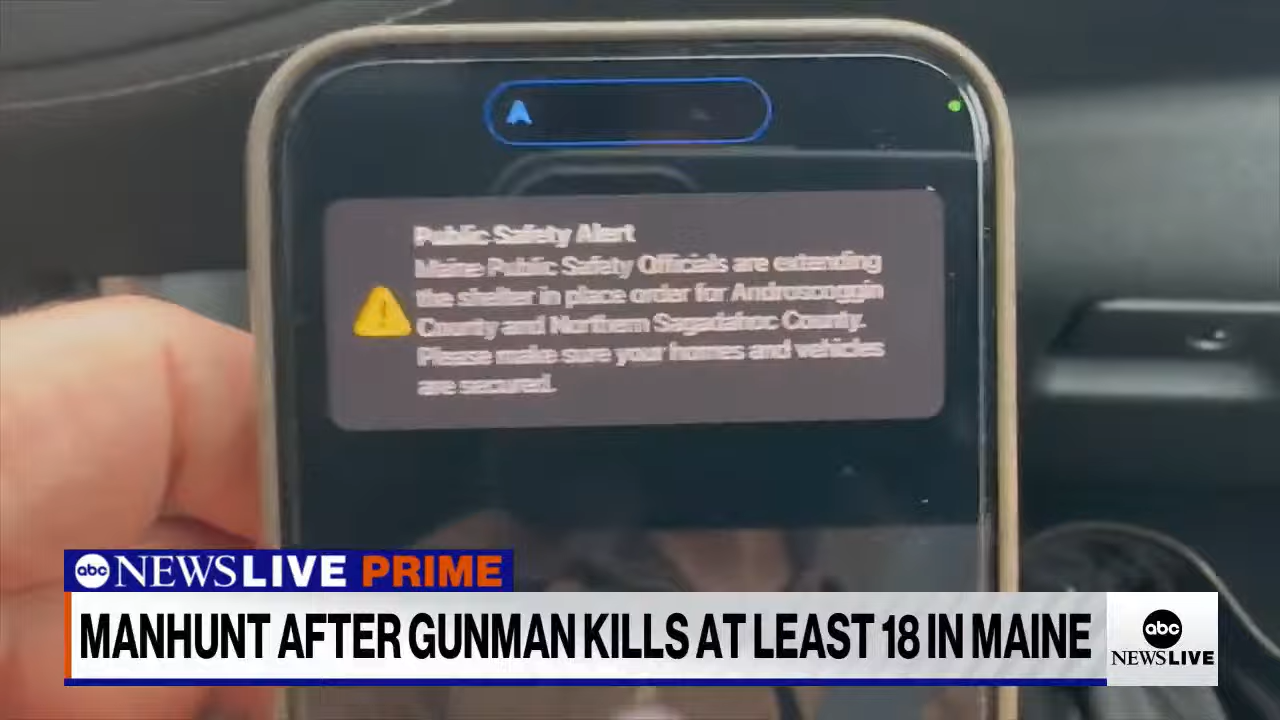 Public Safety Alert
Maine Public Safety Officials are extending
the shelter in place order for Androscoggin
County and Northern Sagadahoc County.
Please make sure your homes and vehicles
are secured.
abc NEWS LIVE PRIME
MANHUNT AFTER GUNMAN KILLS AT LEAST 18 IN MAINE
abc
NEWS LIVE